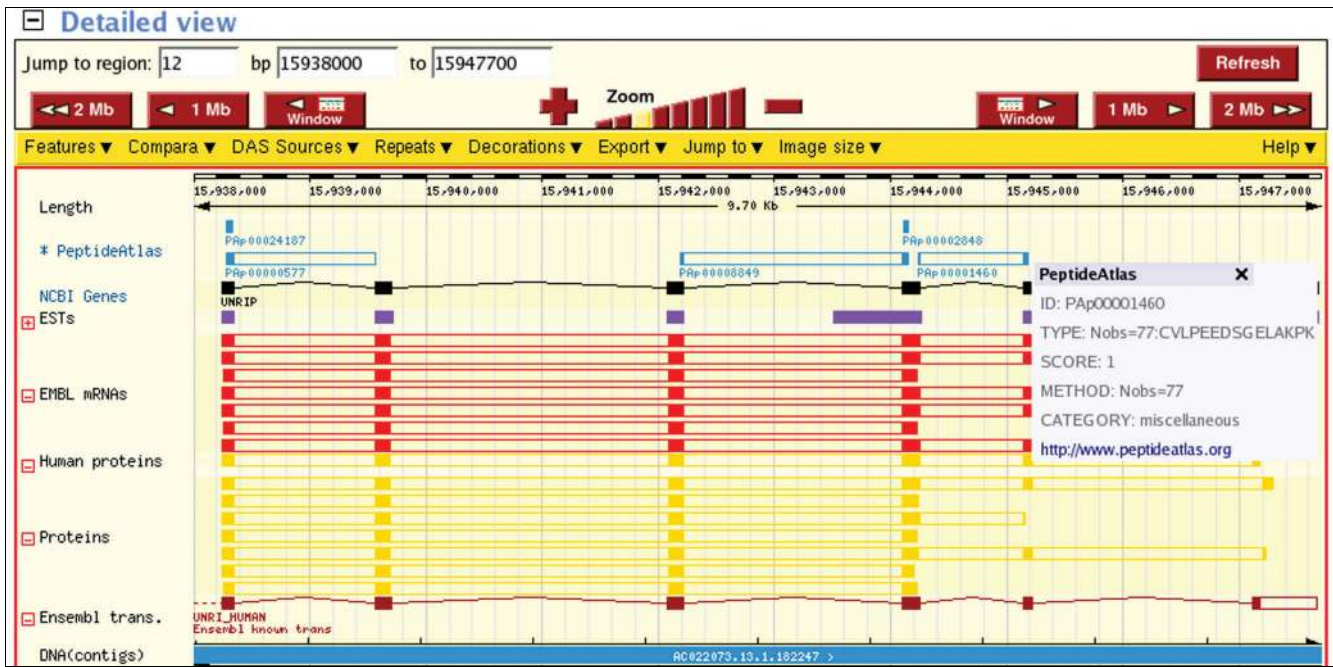 Detailed view
Jump to region: 12 bp 15938000 to 15947700 Refresh
2 Mb 1 Mb Window Zoom Window 1 Mb 2 Mb
Features ▼ Compara ▼ DAS Sources ▼ Repeats ▼ Decorations ▼ Export ▼ Jump to ▼ Image size ▼ Help ▼
15,938,000 15,939,000 15,940,000 15,941,000 15,942,000 15,943,000 15,944,000 15,945,000 15,946,000 15,947,000
Length 9.70 Kb
PAp00024187 PAp00002848
* PeptideAtlas
PAp00000577 PAp00008849 PAp00001460
PeptideAtlas ×
NCBI Genes
UNRIP
ID: PAp00001460
ESTs
TYPE: Nobs=77:CVLPEEDSGELAKPK
SCORE: 1
EMBL mRNAs
METHOD: Nobs=77
CATEGORY: miscellaneous
http://www.peptideatlas.org
Human proteins
Proteins
Ensembl trans.
UNRI_HUMAN
Ensembl known trans
DNA(contigs) AC022073.13.1.182247 >